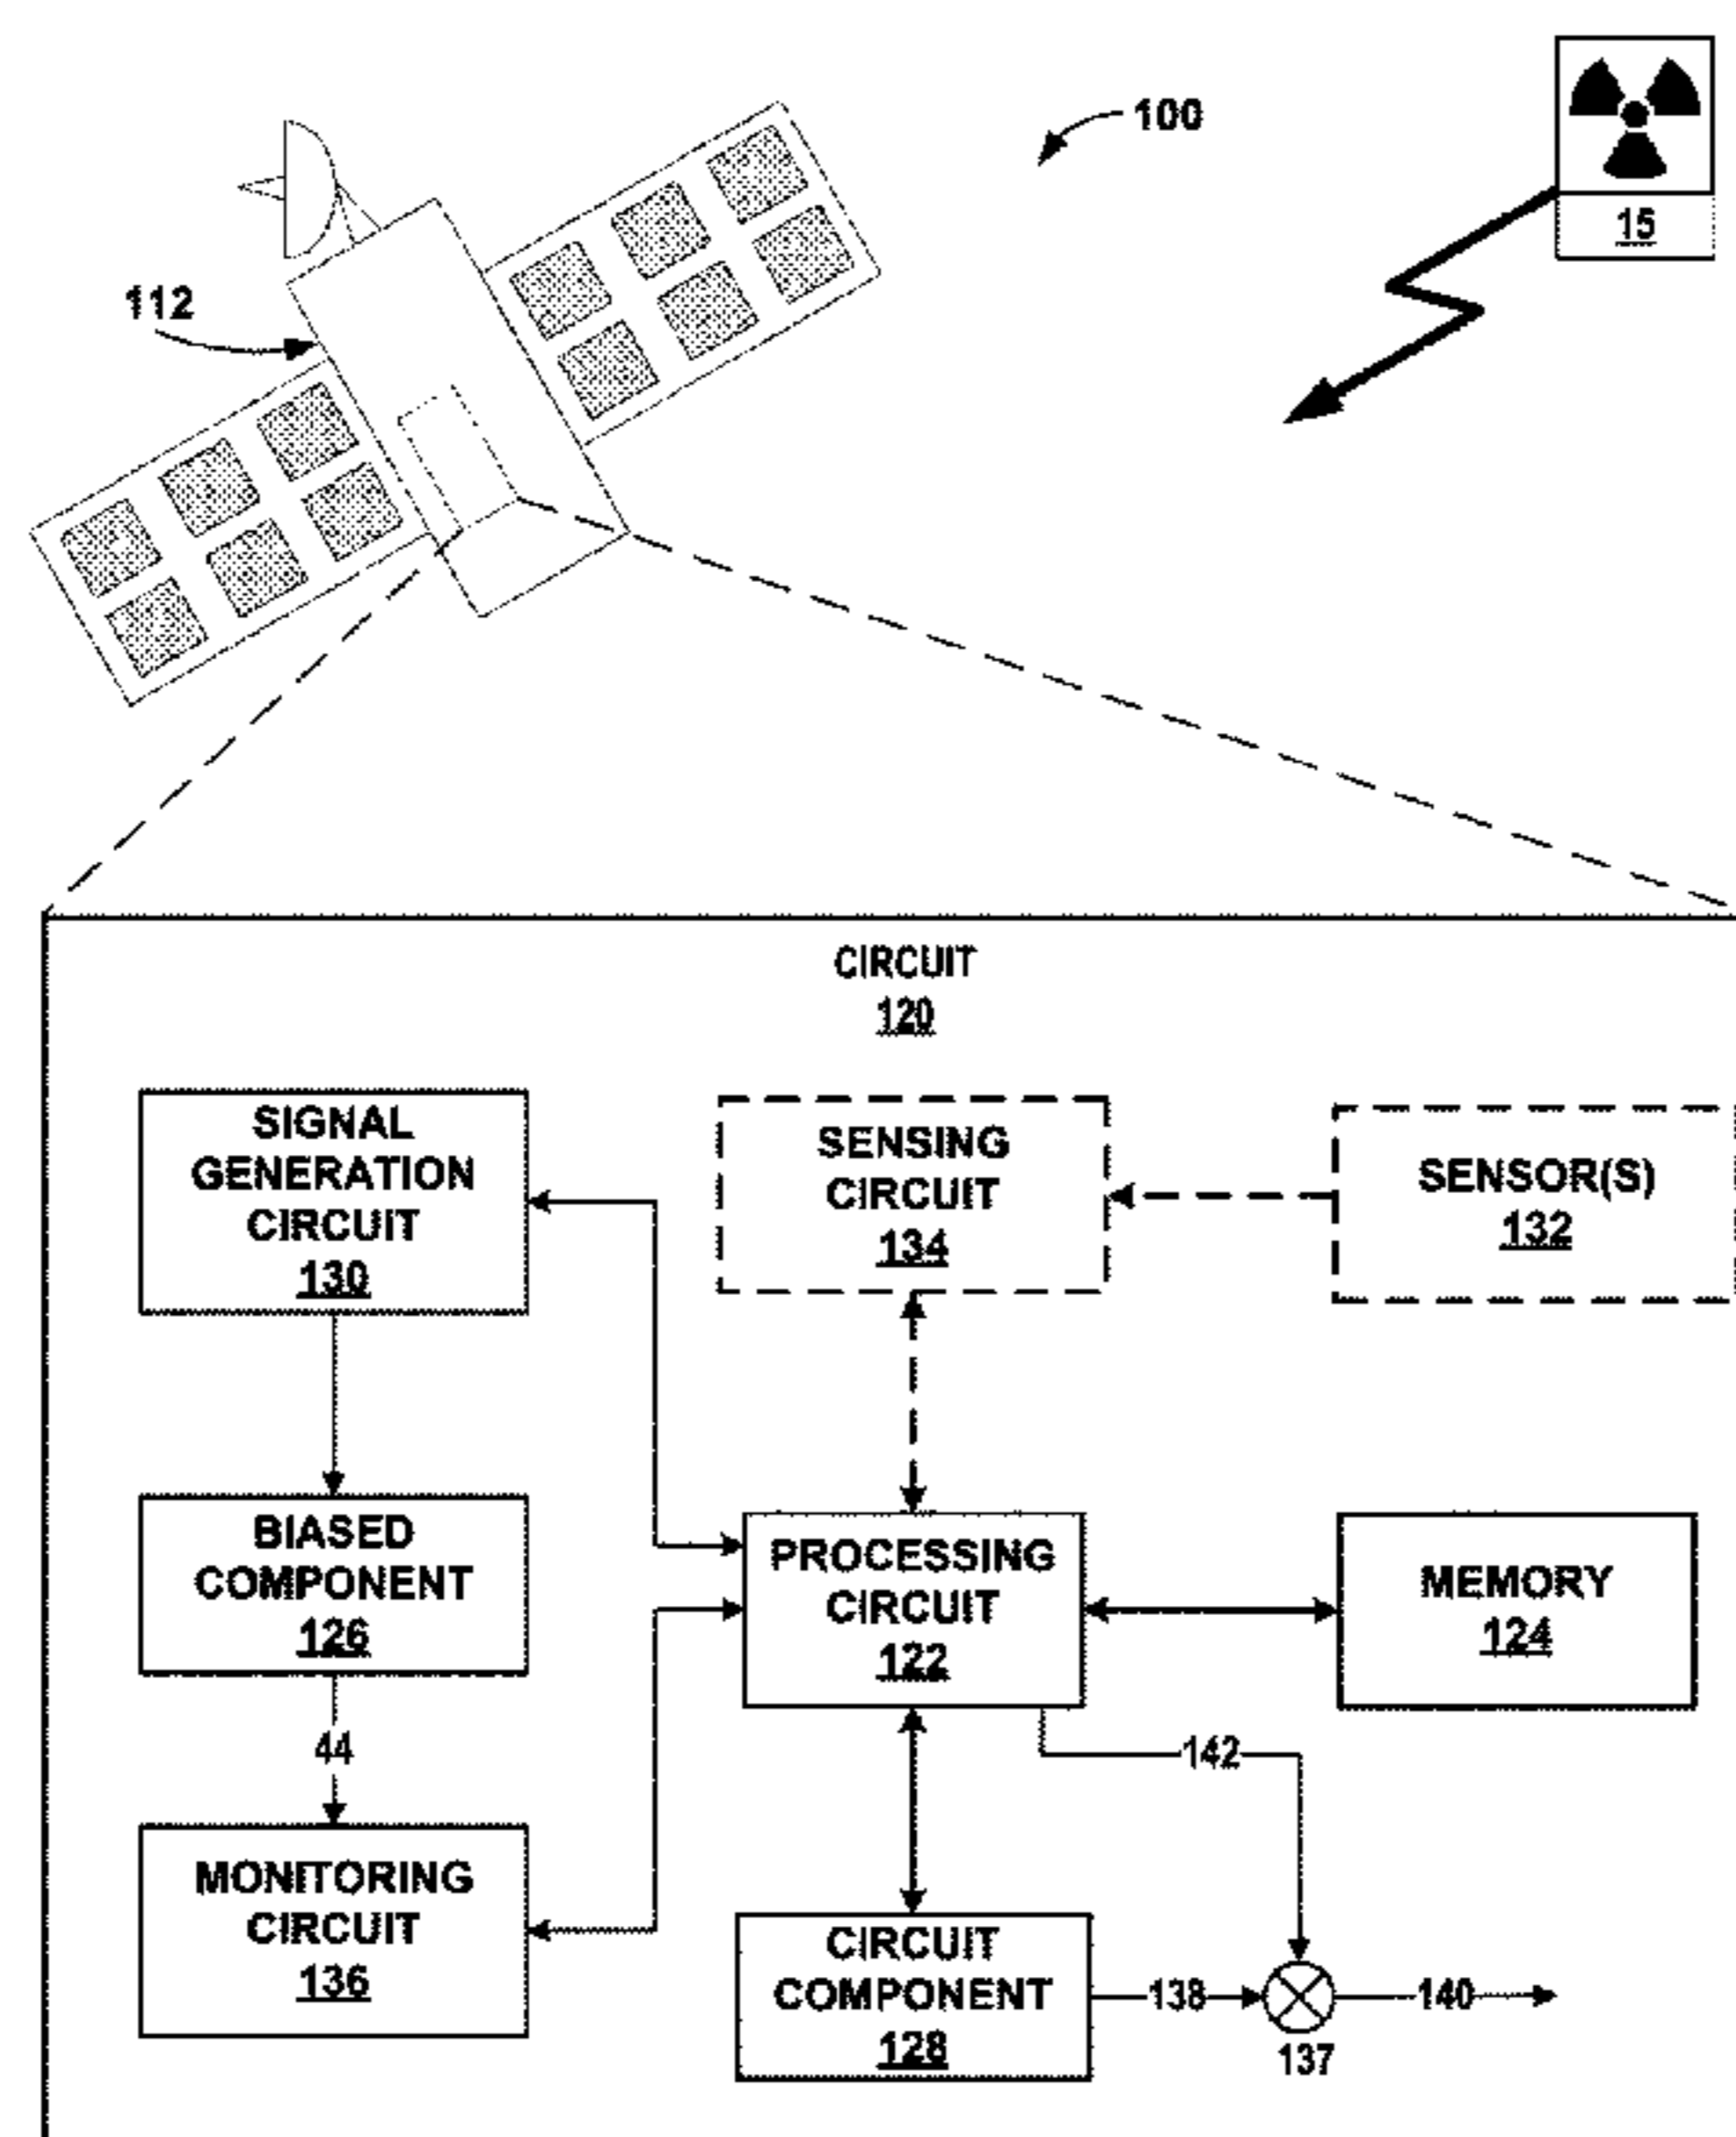 100
15
112
CIRCUIT
120
SIGNAL
GENERATION
CIRCUIT
130
SENSING
CIRCUIT
134
SENSOR(S)
132
BIASED
COMPONENT
126
PROCESSING
CIRCUIT
122
MEMORY
124
44
142
MONITORING
CIRCUIT
136
CIRCUIT
COMPONENT
128
138
140
137